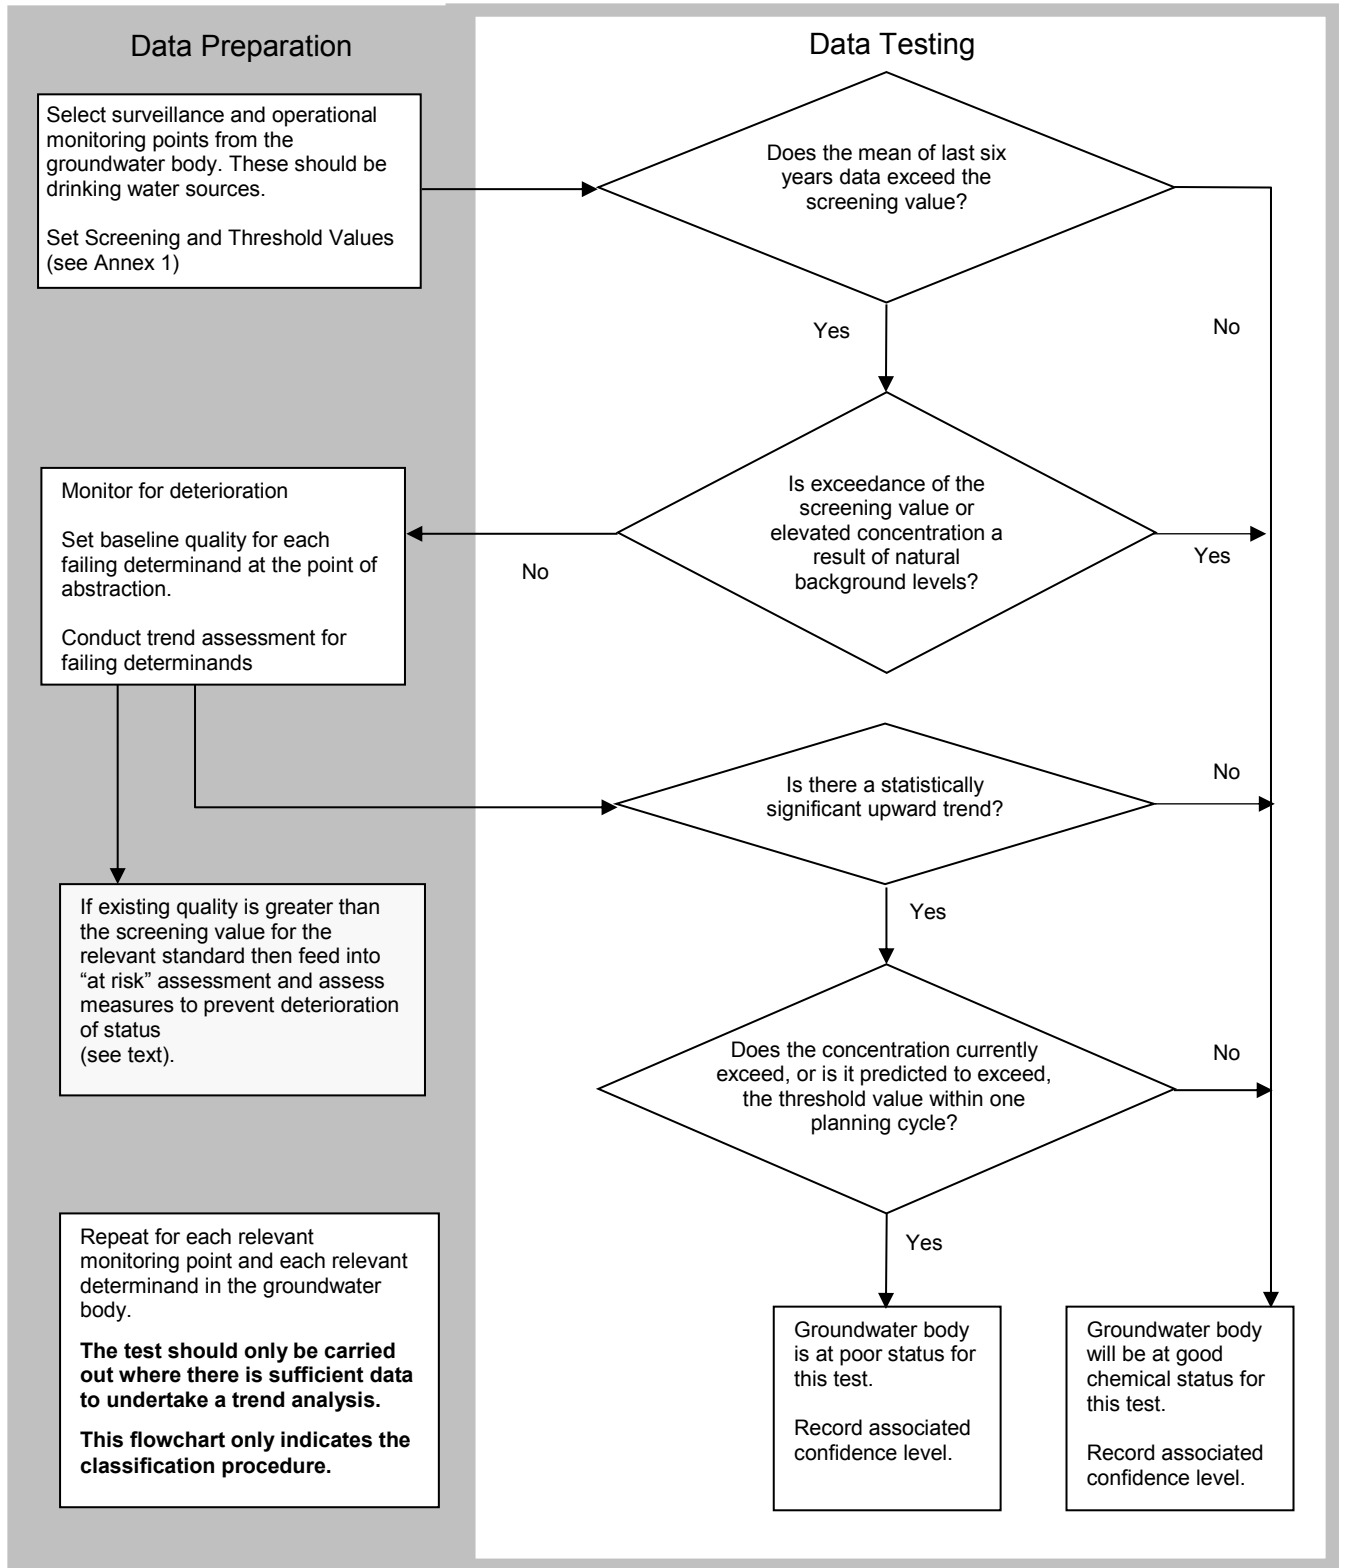 Data Preparation
Data Testing
Select surveillance and operational
monitoring points from the
groundwater body. These should be
drinking water sources.
Set Screening and Threshold Values
(see Annex 1)
Does the mean of last six
years data exceed the
screening value?
Yes
No
Is exceedance of the
screening value or
elevated concentration a
result of natural
background levels?
No
Yes
Monitor for deterioration
Set baseline quality for each
failing determinand at the point of
abstraction.
Conduct trend assessment for
failing determinands
Is there a statistically
significant upward trend?
No
Yes
If existing quality is greater than
the screening value for the
relevant standard then feed into
“at risk” assessment and assess
measures to prevent deterioration
of status
(see text).
Does the concentration currently
exceed, or is it predicted to exceed,
the threshold value within one
planning cycle?
No
Yes
Repeat for each relevant
monitoring point and each relevant
determinand in the groundwater
body.
The test should only be carried
out where there is sufficient data
to undertake a trend analysis.
This flowchart only indicates the
classification procedure.
Groundwater body
is at poor status for
this test.
Record associated
confidence level.
Groundwater body
will be at good
chemical status for
this test.
Record associated
confidence level.